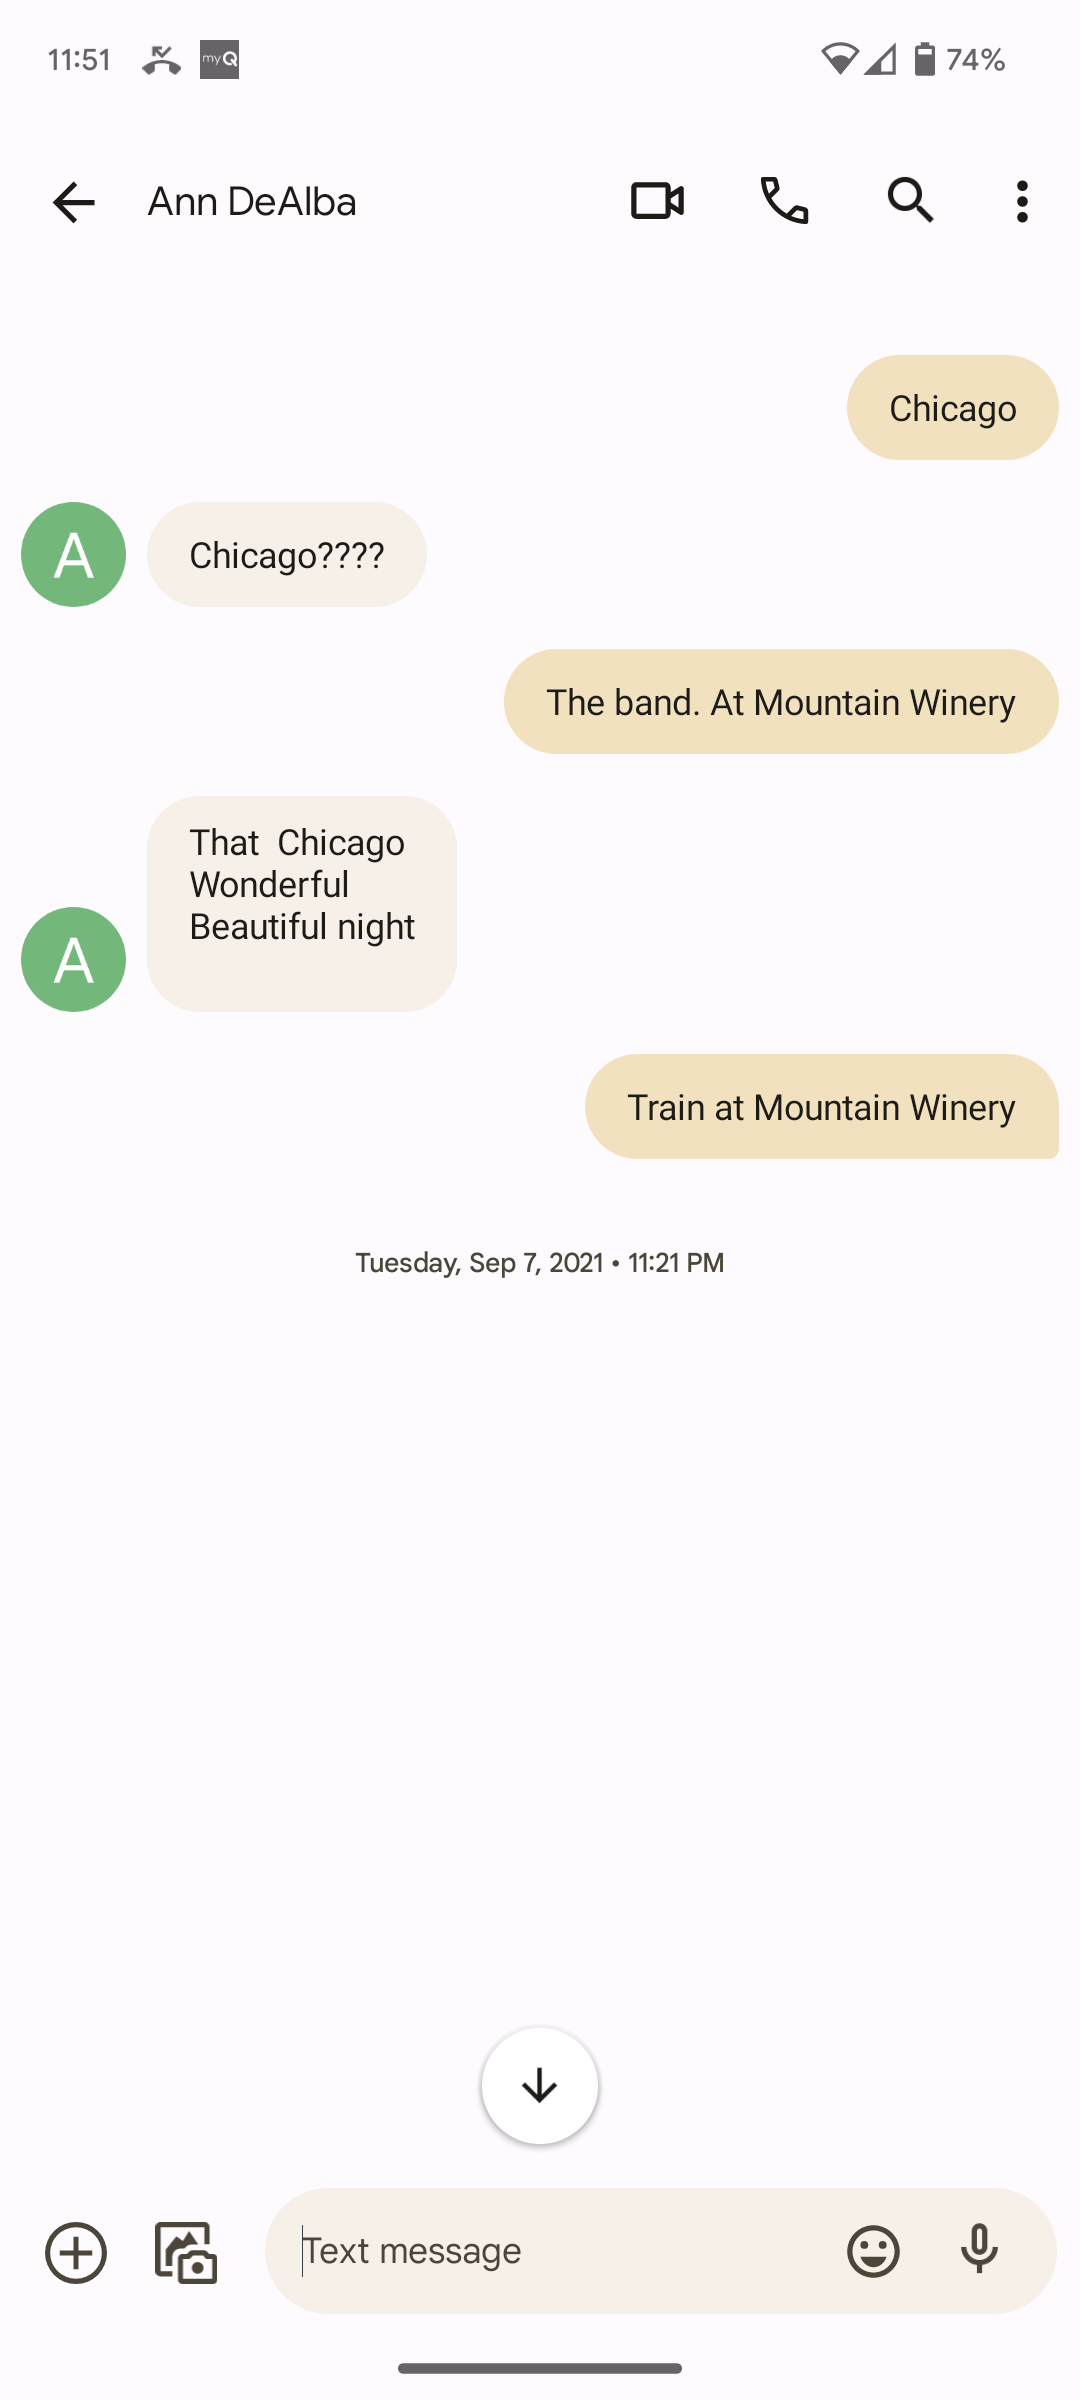 11:51 myQ 74%
Ann DeAlba
Chicago
A Chicago????
The band. At Mountain Winery
That  Chicago
Wonderful
Beautiful night
A
Train at Mountain Winery
Tuesday, Sep 7, 2021 • 11:21 PM
Text message